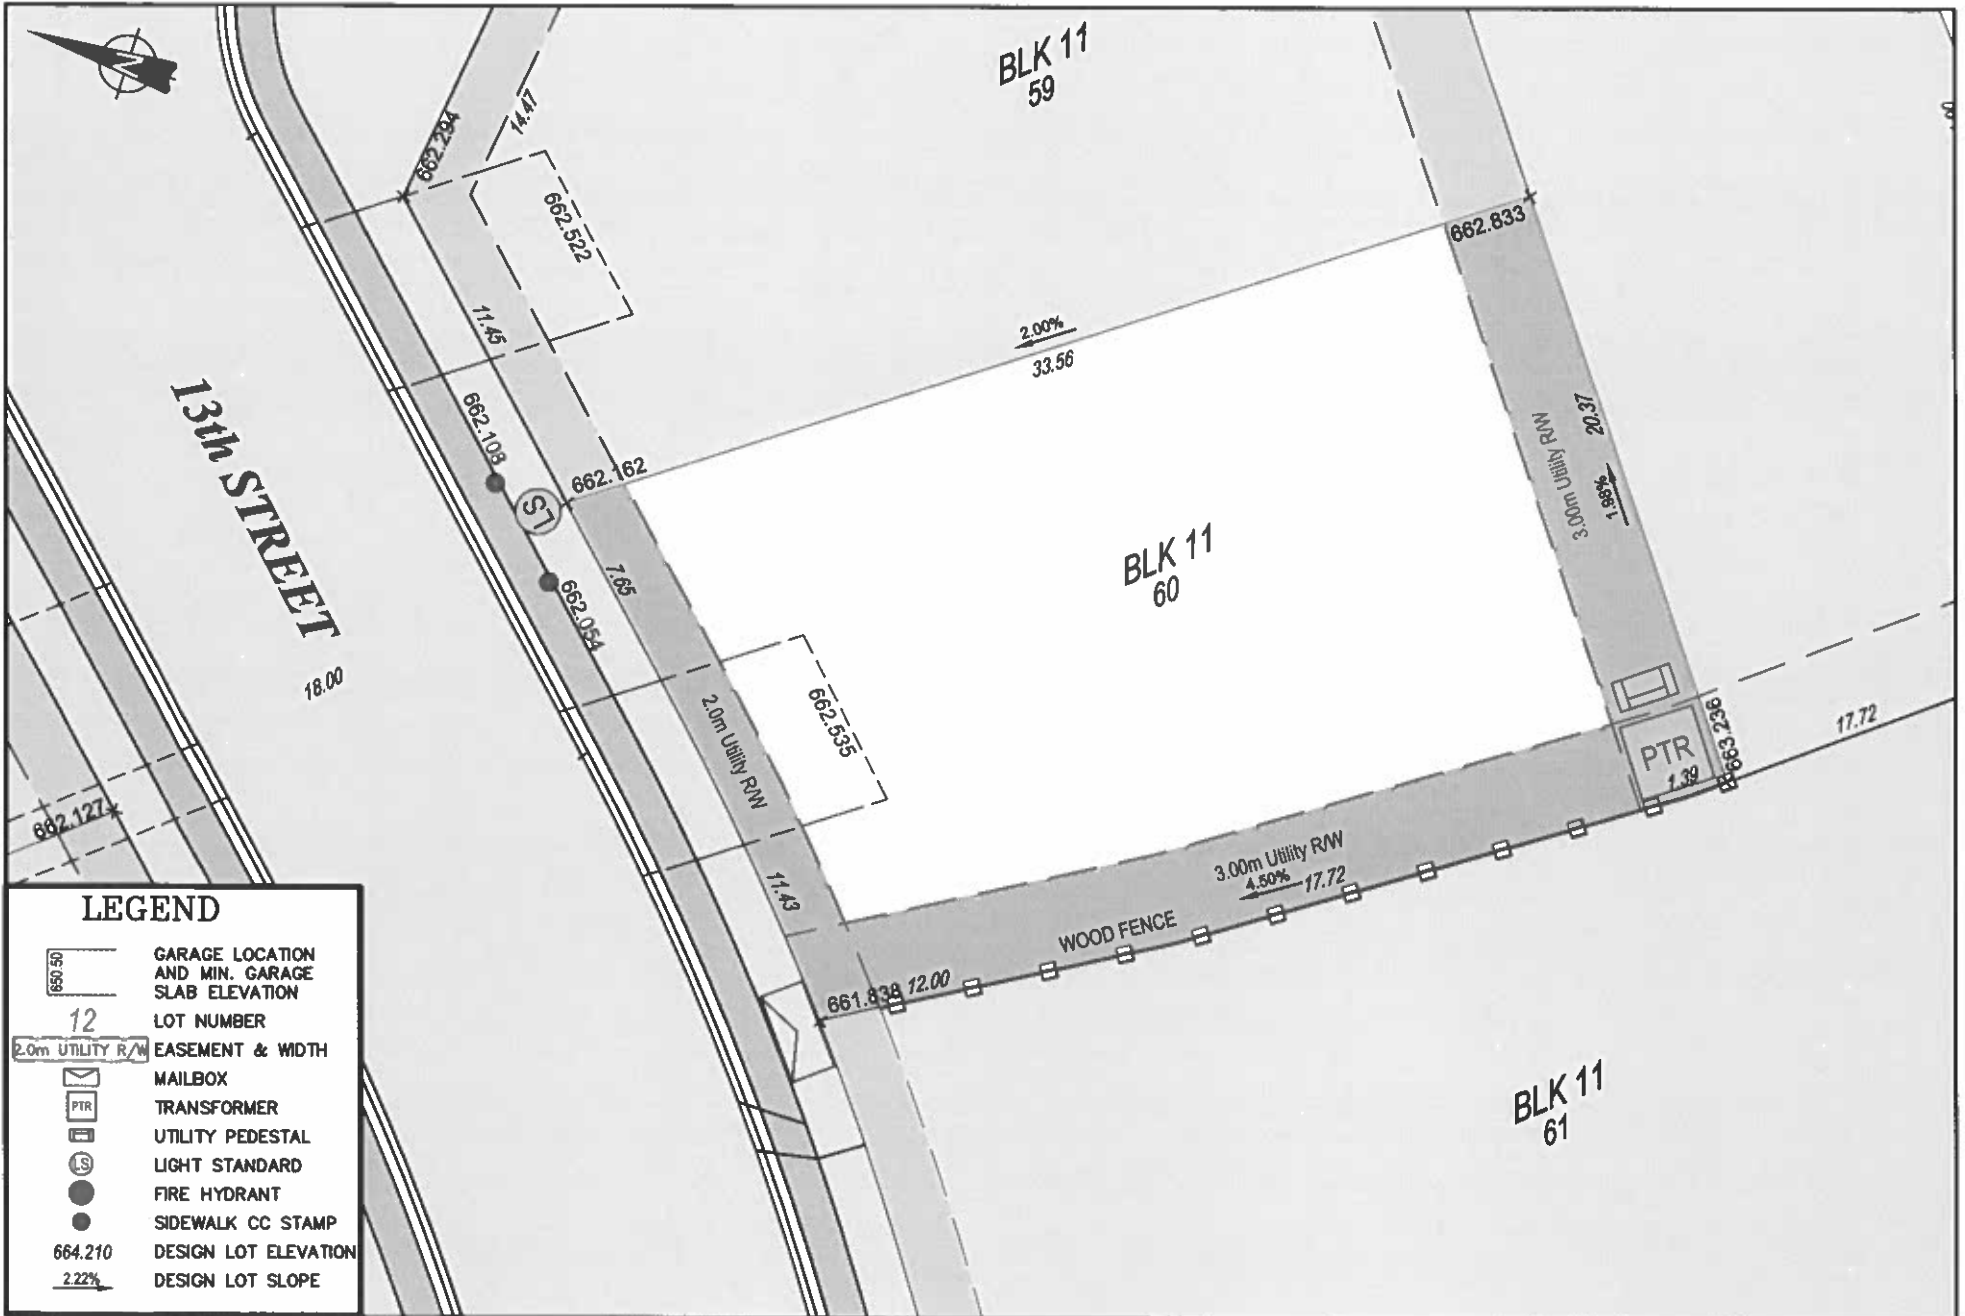 N
BLK 11
59
14.47
662.294
662.522
662.833
11.45
2.00%
33.56
13th STREET
18.00
662.108
LS
662.162
3.00m Utility R/W
20.37
1.98%
7.65
662.054
BLK 11
60
2.0m Utility R/W
662.535
PTR
1.39
663.236
17.72
662.127
11.43
3.00m Utility R/W
4.50%
17.72
WOOD FENCE
661.838
12.00
BLK 11
61
LEGEND
650.50
GARAGE LOCATION
AND MIN. GARAGE
SLAB ELEVATION
12
LOT NUMBER
2.0m UTILITY R/W
EASEMENT & WIDTH
MAILBOX
PTR
TRANSFORMER
UTILITY PEDESTAL
LS
LIGHT STANDARD
FIRE HYDRANT
SIDEWALK CC STAMP
664.210
DESIGN LOT ELEVATION
2.22%
DESIGN LOT SLOPE